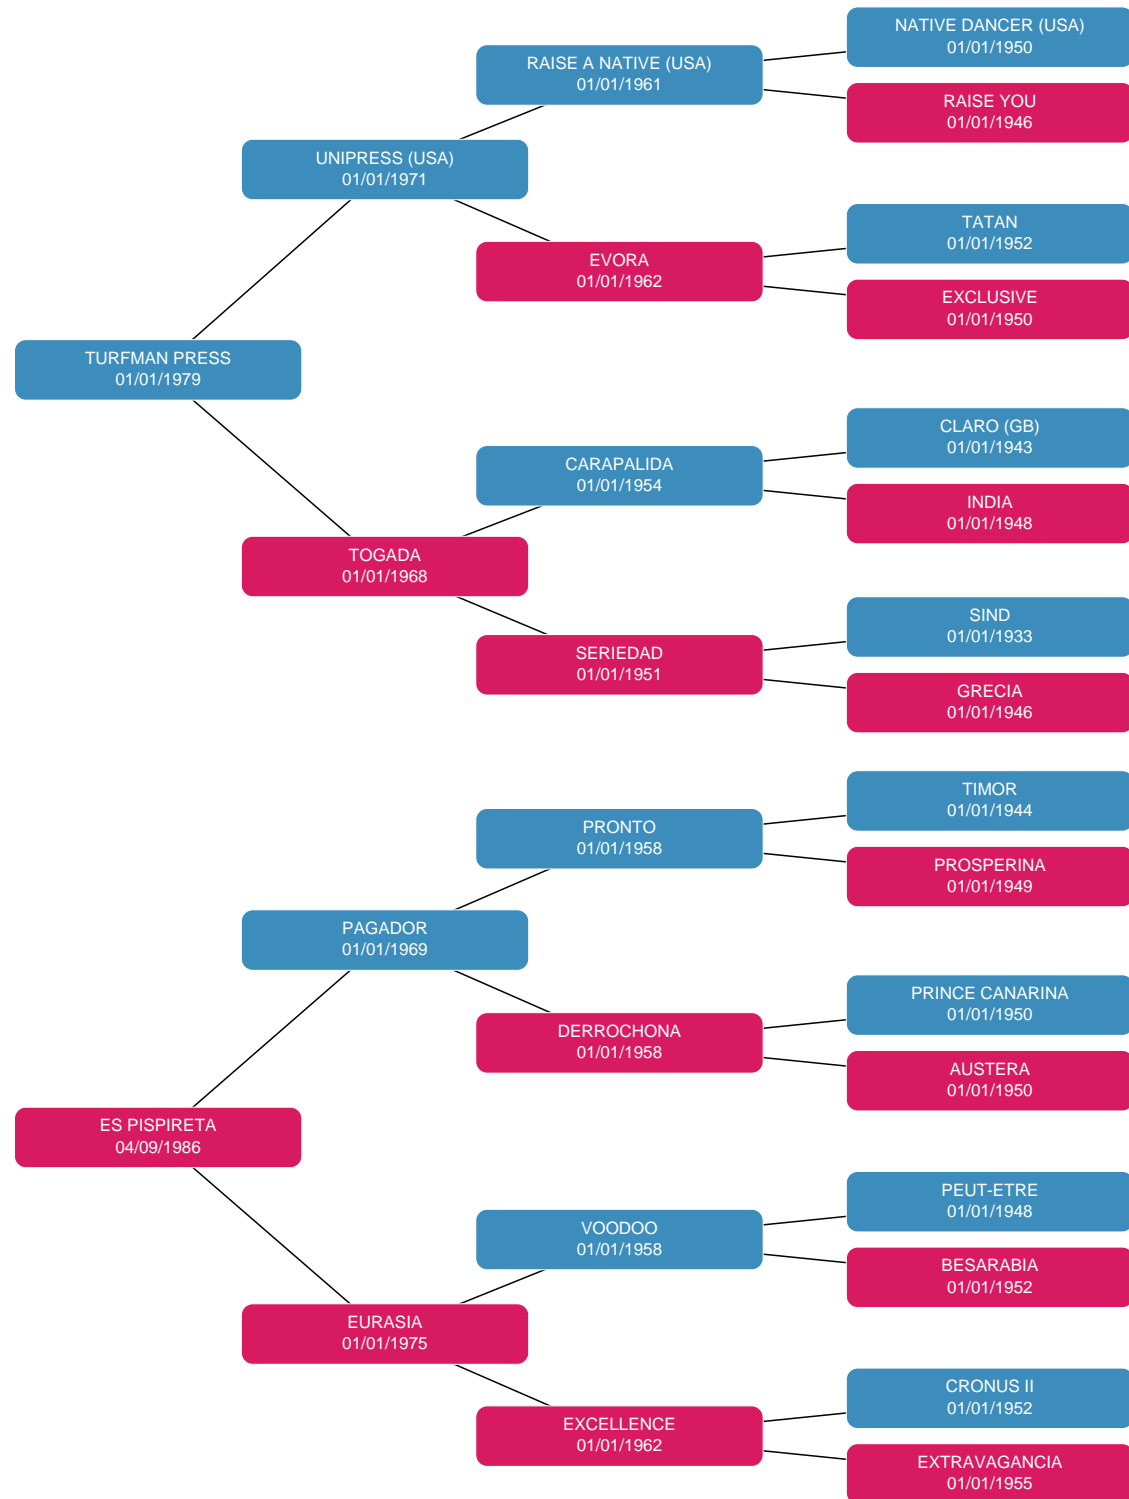 NATIVE DANCER (USA)
01/01/1950
RAISE A NATIVE (USA)
01/01/1961
RAISE YOU
01/01/1946
UNIPRESS (USA)
01/01/1971
TATAN
01/01/1952
EVORA
01/01/1962
EXCLUSIVE
01/01/1950
TURFMAN PRESS
01/01/1979
CLARO (GB)
01/01/1943
CARAPALIDA
01/01/1954
INDIA
01/01/1948
TOGADA
01/01/1968
SIND
01/01/1933
SERIEDAD
01/01/1951
GRECIA
01/01/1946
TIMOR
01/01/1944
PRONTO
01/01/1958
PROSPERINA
01/01/1949
PAGADOR
01/01/1969
PRINCE CANARINA
01/01/1950
DERROCHONA
01/01/1958
AUSTERA
01/01/1950
ES PISPIRETA
04/09/1986
PEUT-ETRE
01/01/1948
VOODOO
01/01/1958
BESARABIA
01/01/1952
EURASIA
01/01/1975
CRONUS II
01/01/1952
EXCELLENCE
01/01/1962
EXTRAVAGANCIA
01/01/1955